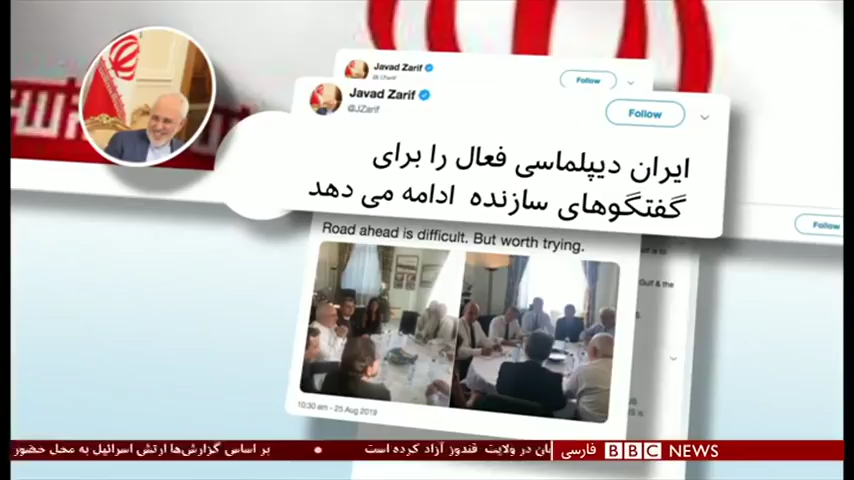 Javad Zarif
Follow
Javad Zarif
@JZarif
Follow
ایران دیپلماسی فعال را برای
گفتگوهای سازنده ادامه می دهد
Follow
Road ahead is difficult. But worth trying.
10:30 am - 25 Aug 2019
بر اساس گزارش‌ها ارتش اسرائیل به محل حضور
ان در ولایت قندوز آزاد کرده است
BBC NEWS فارسی